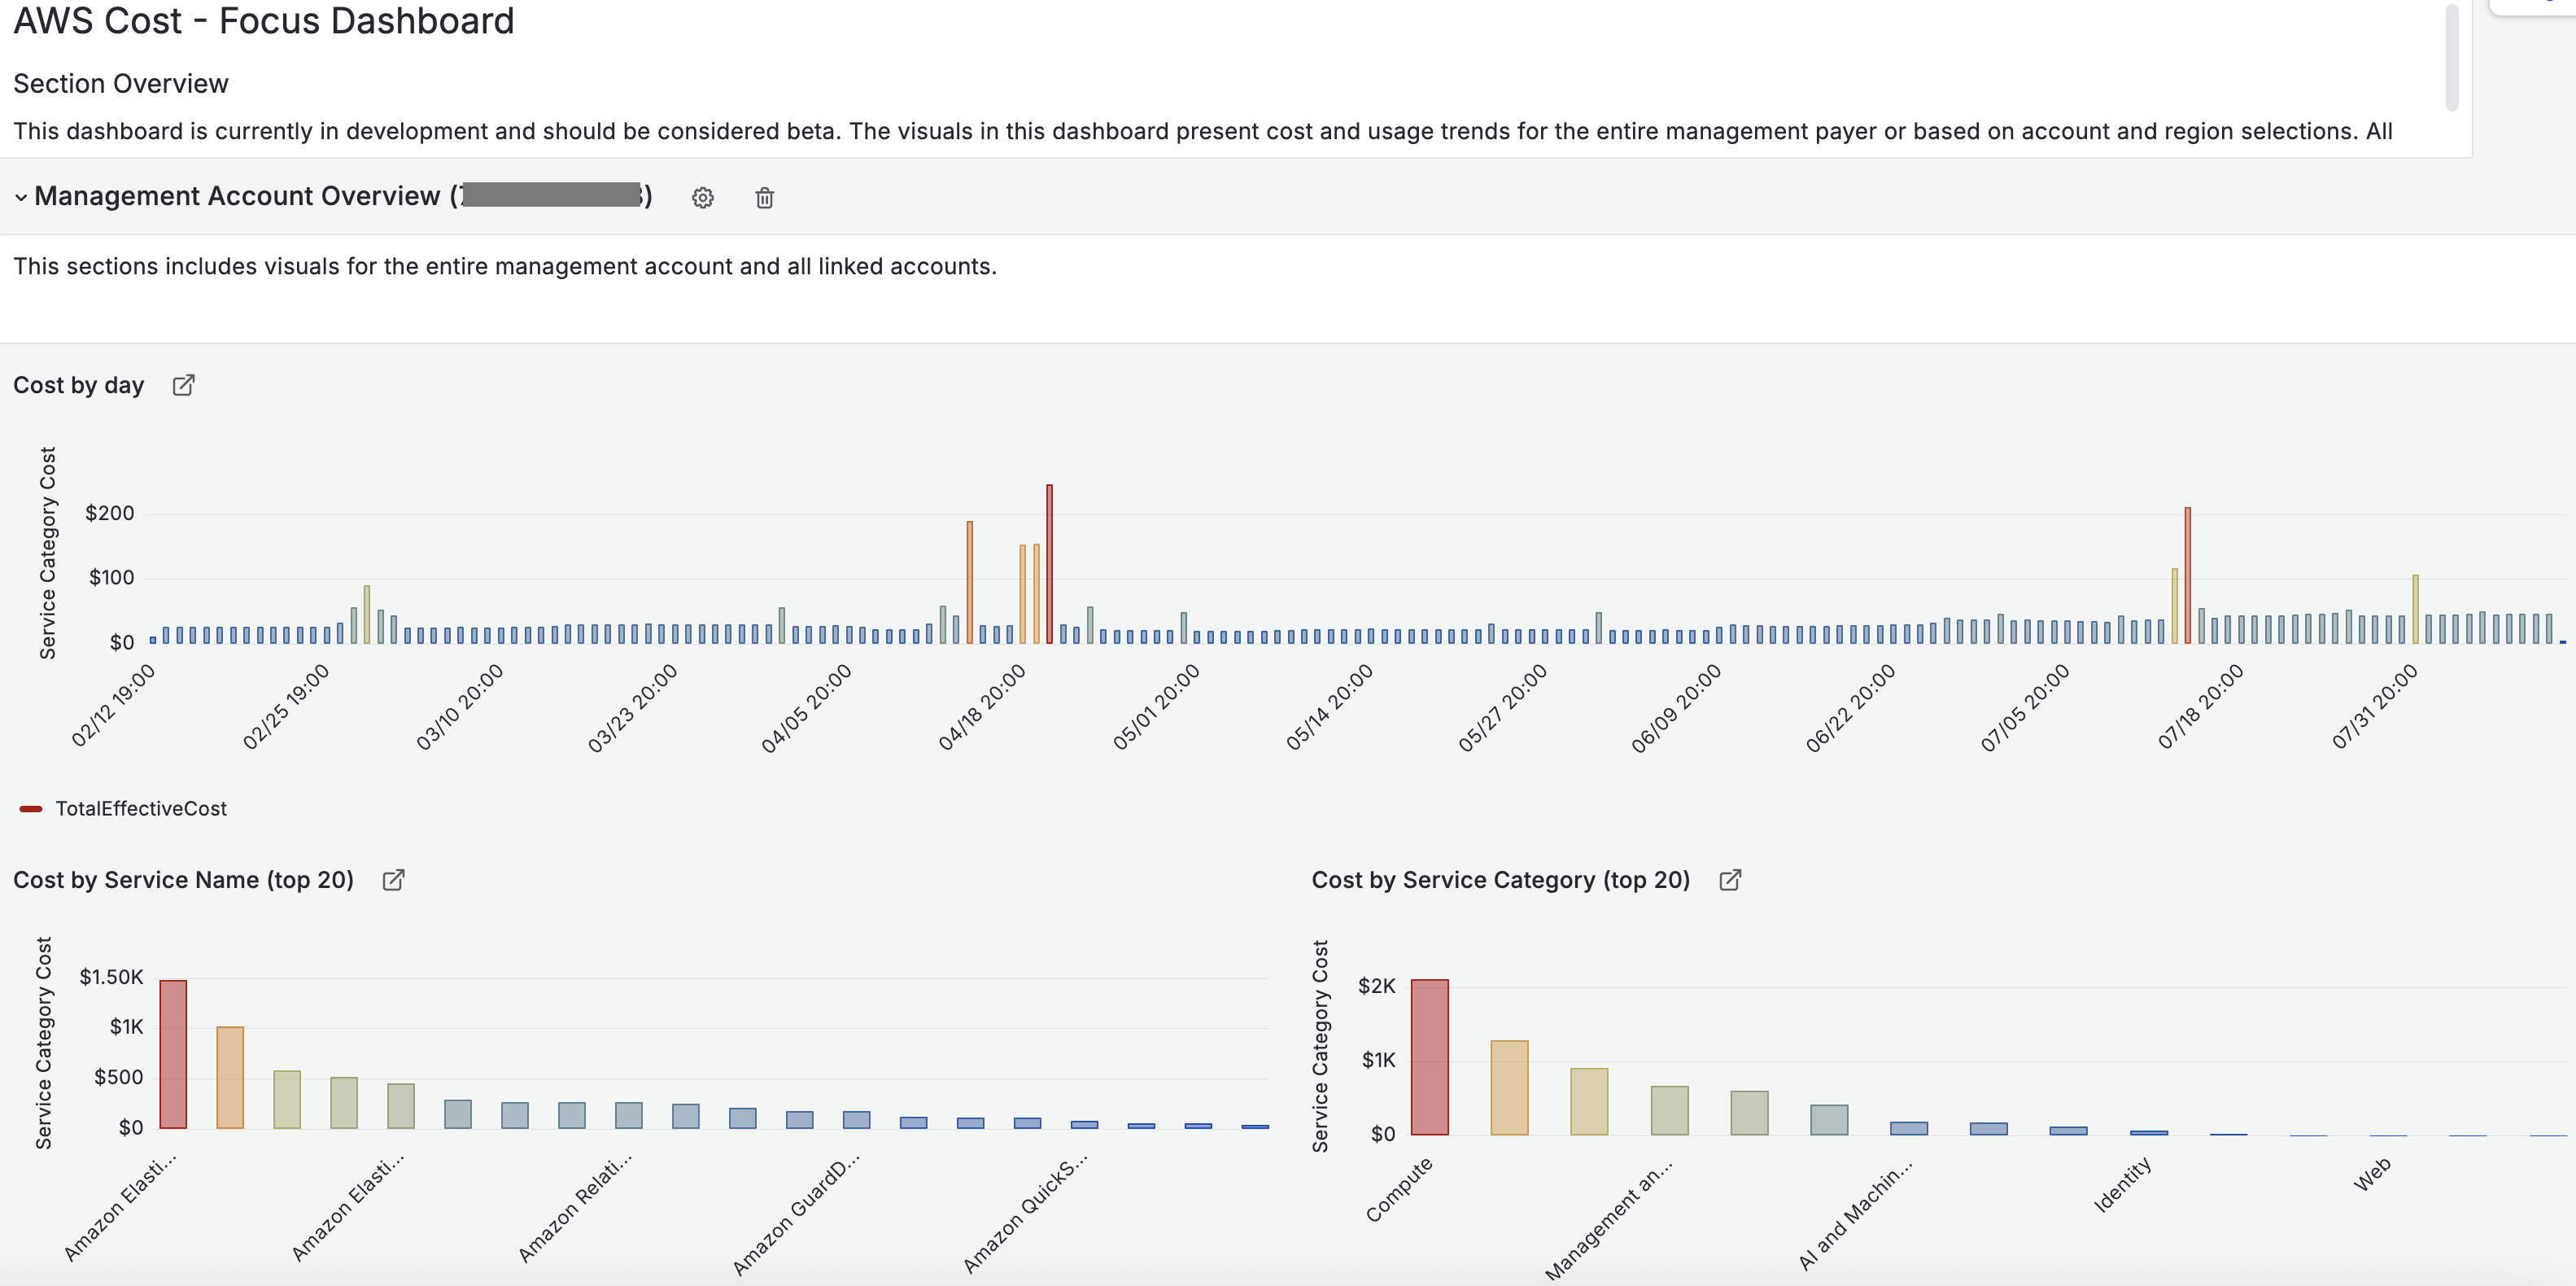 AWS Cost - Focus Dashboard
Section Overview
This dashboard is currently in development and should be considered beta. The visuals in this dashboard present cost and usage trends for the entire management payer or based on account and region selections. All
Management Account Overview (
)
This sections includes visuals for the entire management account and all linked accounts.
Cost by day
Service Category Cost
$200
$100
$0
02/12 19:00
02/25 19:00
03/10 20:00
03/23 20:00
04/05 20:00
04/18 20:00
05/01 20:00
05/14 20:00
05/27 20:00
06/09 20:00
06/22 20:00
07/05 20:00
07/18 20:00
07/31 20:00
TotalEffectiveCost
Cost by Service Name (top 20)
Service Category Cost
$1.50K
$1K
$500
$0
Amazon Elasti...
Amazon Elasti...
Amazon Relati...
Amazon GuardD...
Amazon QuickS...
Cost by Service Category (top 20)
Service Category Cost
$2K
$1K
$0
Compute
Management an...
AI and Machin...
Identity
Web